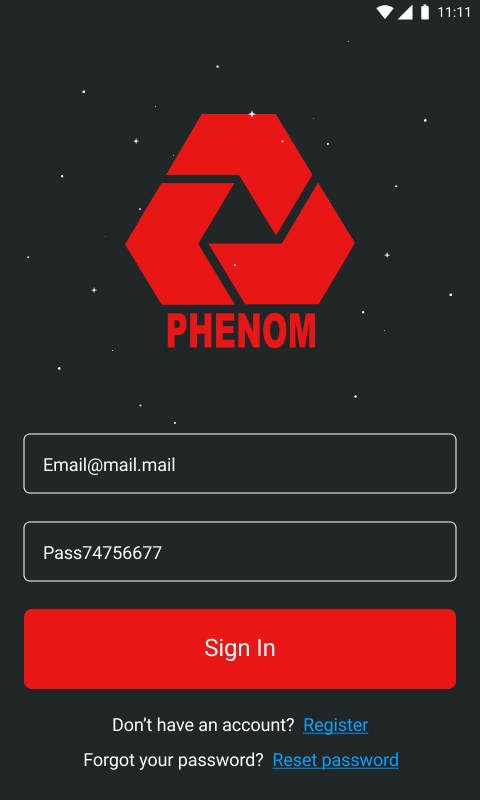 11:11
PHENOM
Email@mail.mail
Pass74756677
Sign In
Don’t have an account? Register
Forgot your password? Reset password